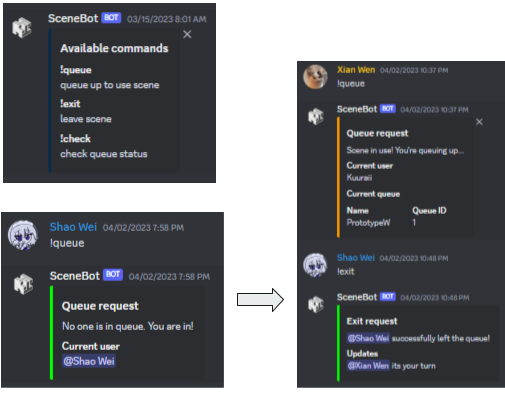 SceneBot BOT 03/15/2023 8:01 AM
Available commands
!queue
queue up to use scene
!exit
leave scene
!check
check queue status
Shao Wei 04/02/2023 7:58 PM
!queue
SceneBot BOT 04/02/2023 7:58 PM
Queue request
No one is in queue. You are in!
Current user
@Shao Wei
Xian Wen 04/02/2023 10:37 PM
!queue
SceneBot BOT 04/02/2023 10:37 PM
Queue request
Scene in use! You're queuing up...
Current user
Kuuraii
Current queue
Name Queue ID
PrototypeW 1
Shao Wei 04/02/2023 10:48 PM
!exit
SceneBot BOT 04/02/2023 10:48 PM
Exit request
@Shao Wei successfully left the queue!
Updates
@Xian Wen its your turn